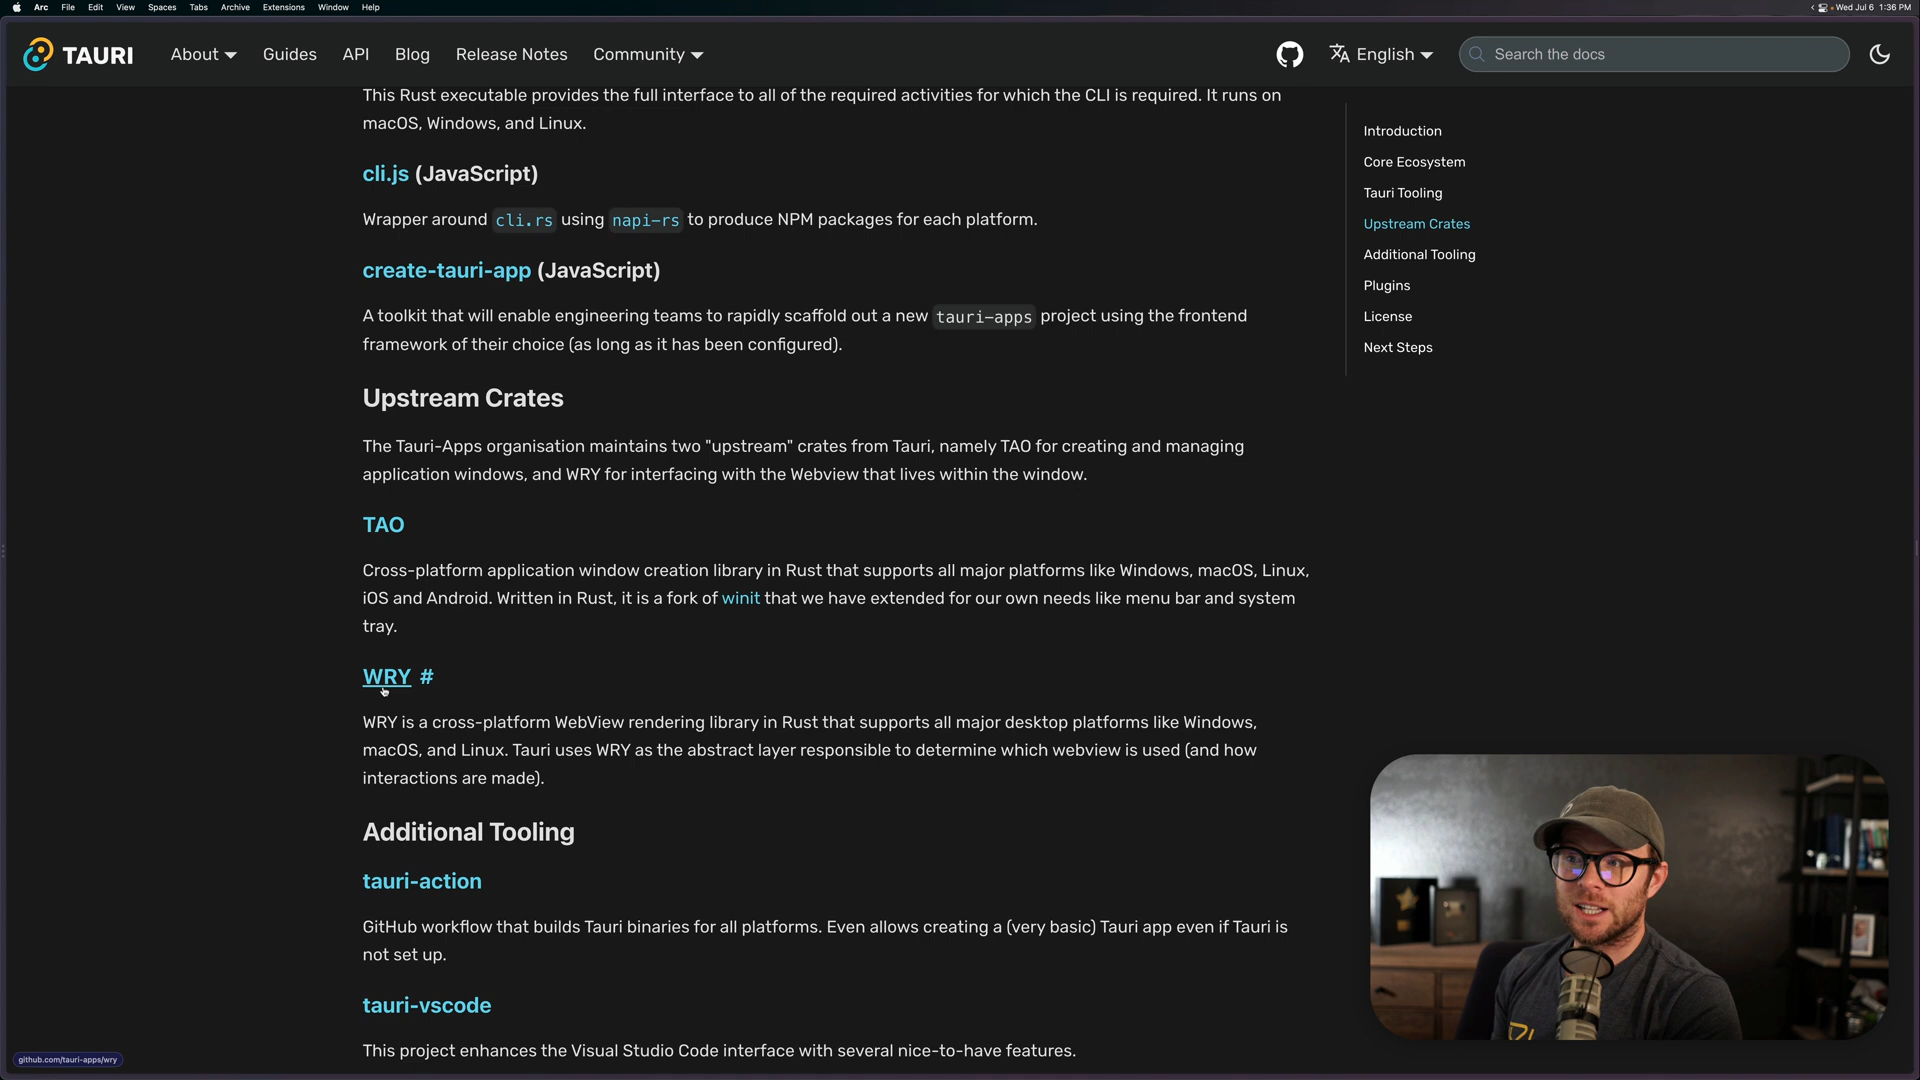 Arc File Edit View Spaces Tabs Archive Extensions Window Help
Wed Jul 6 1:36 PM
TAURI About Guides API Blog Release Notes Community English Search the docs
This Rust executable provides the full interface to all of the required activities for which the CLI is required. It runs on
macOS, Windows, and Linux.
cli.js (JavaScript)
Wrapper around cli.rs using napi-rs to produce NPM packages for each platform.
create-tauri-app (JavaScript)
A toolkit that will enable engineering teams to rapidly scaffold out a new tauri-apps project using the frontend
framework of their choice (as long as it has been configured).
Upstream Crates
The Tauri-Apps organisation maintains two "upstream" crates from Tauri, namely TAO for creating and managing
application windows, and WRY for interfacing with the Webview that lives within the window.
TAO
Cross-platform application window creation library in Rust that supports all major platforms like Windows, macOS, Linux,
iOS and Android. Written in Rust, it is a fork of winit that we have extended for our own needs like menu bar and system
tray.
WRY #
WRY is a cross-platform WebView rendering library in Rust that supports all major desktop platforms like Windows,
macOS, and Linux. Tauri uses WRY as the abstract layer responsible to determine which webview is used (and how
interactions are made).
Additional Tooling
tauri-action
GitHub workflow that builds Tauri binaries for all platforms. Even allows creating a (very basic) Tauri app even if Tauri is
not set up.
tauri-vscode
This project enhances the Visual Studio Code interface with several nice-to-have features.
Introduction
Core Ecosystem
Tauri Tooling
Upstream Crates
Additional Tooling
Plugins
License
Next Steps
github.com/tauri-apps/wry